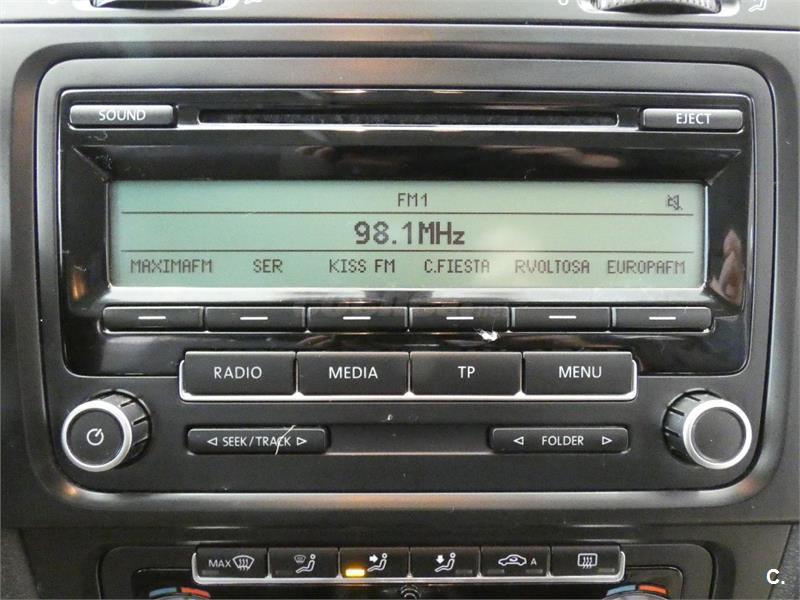 SOUND EJECT
FM1
98.1MHz
MAXIMAFM SER KISS FM C.FIESTA RVOLTOSA EUROPAFM
RADIO MEDIA TP MENU
SEEK / TRACK FOLDER
MAX A
C.